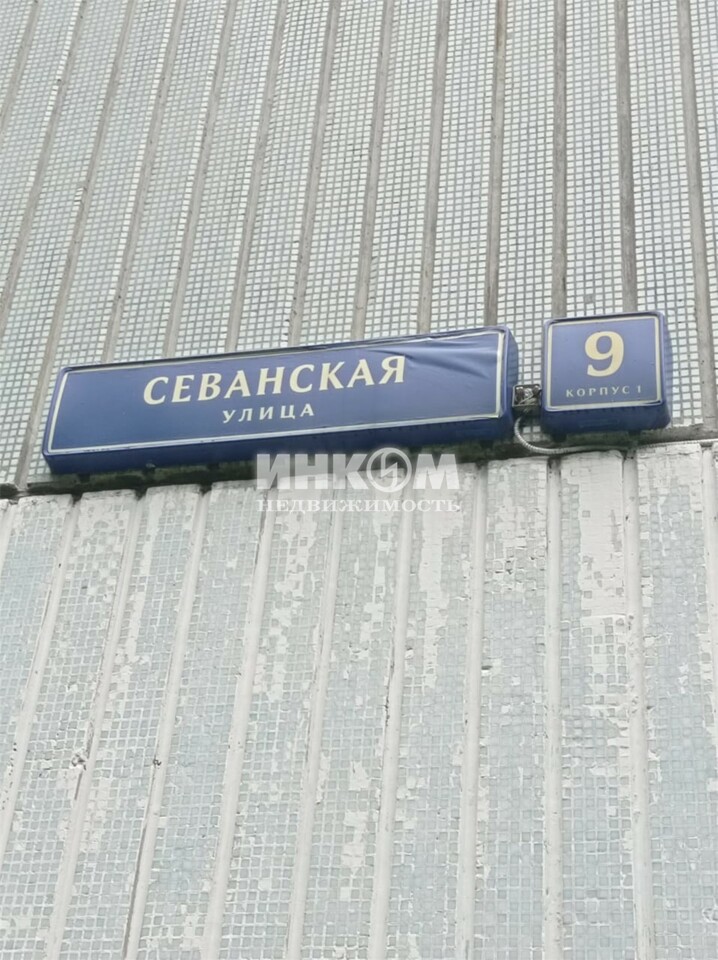 СЕВАНСКАЯ
УЛИЦА
9
КОРПУС 1
ИНКОМ
НЕДВИЖИМОСТЬ